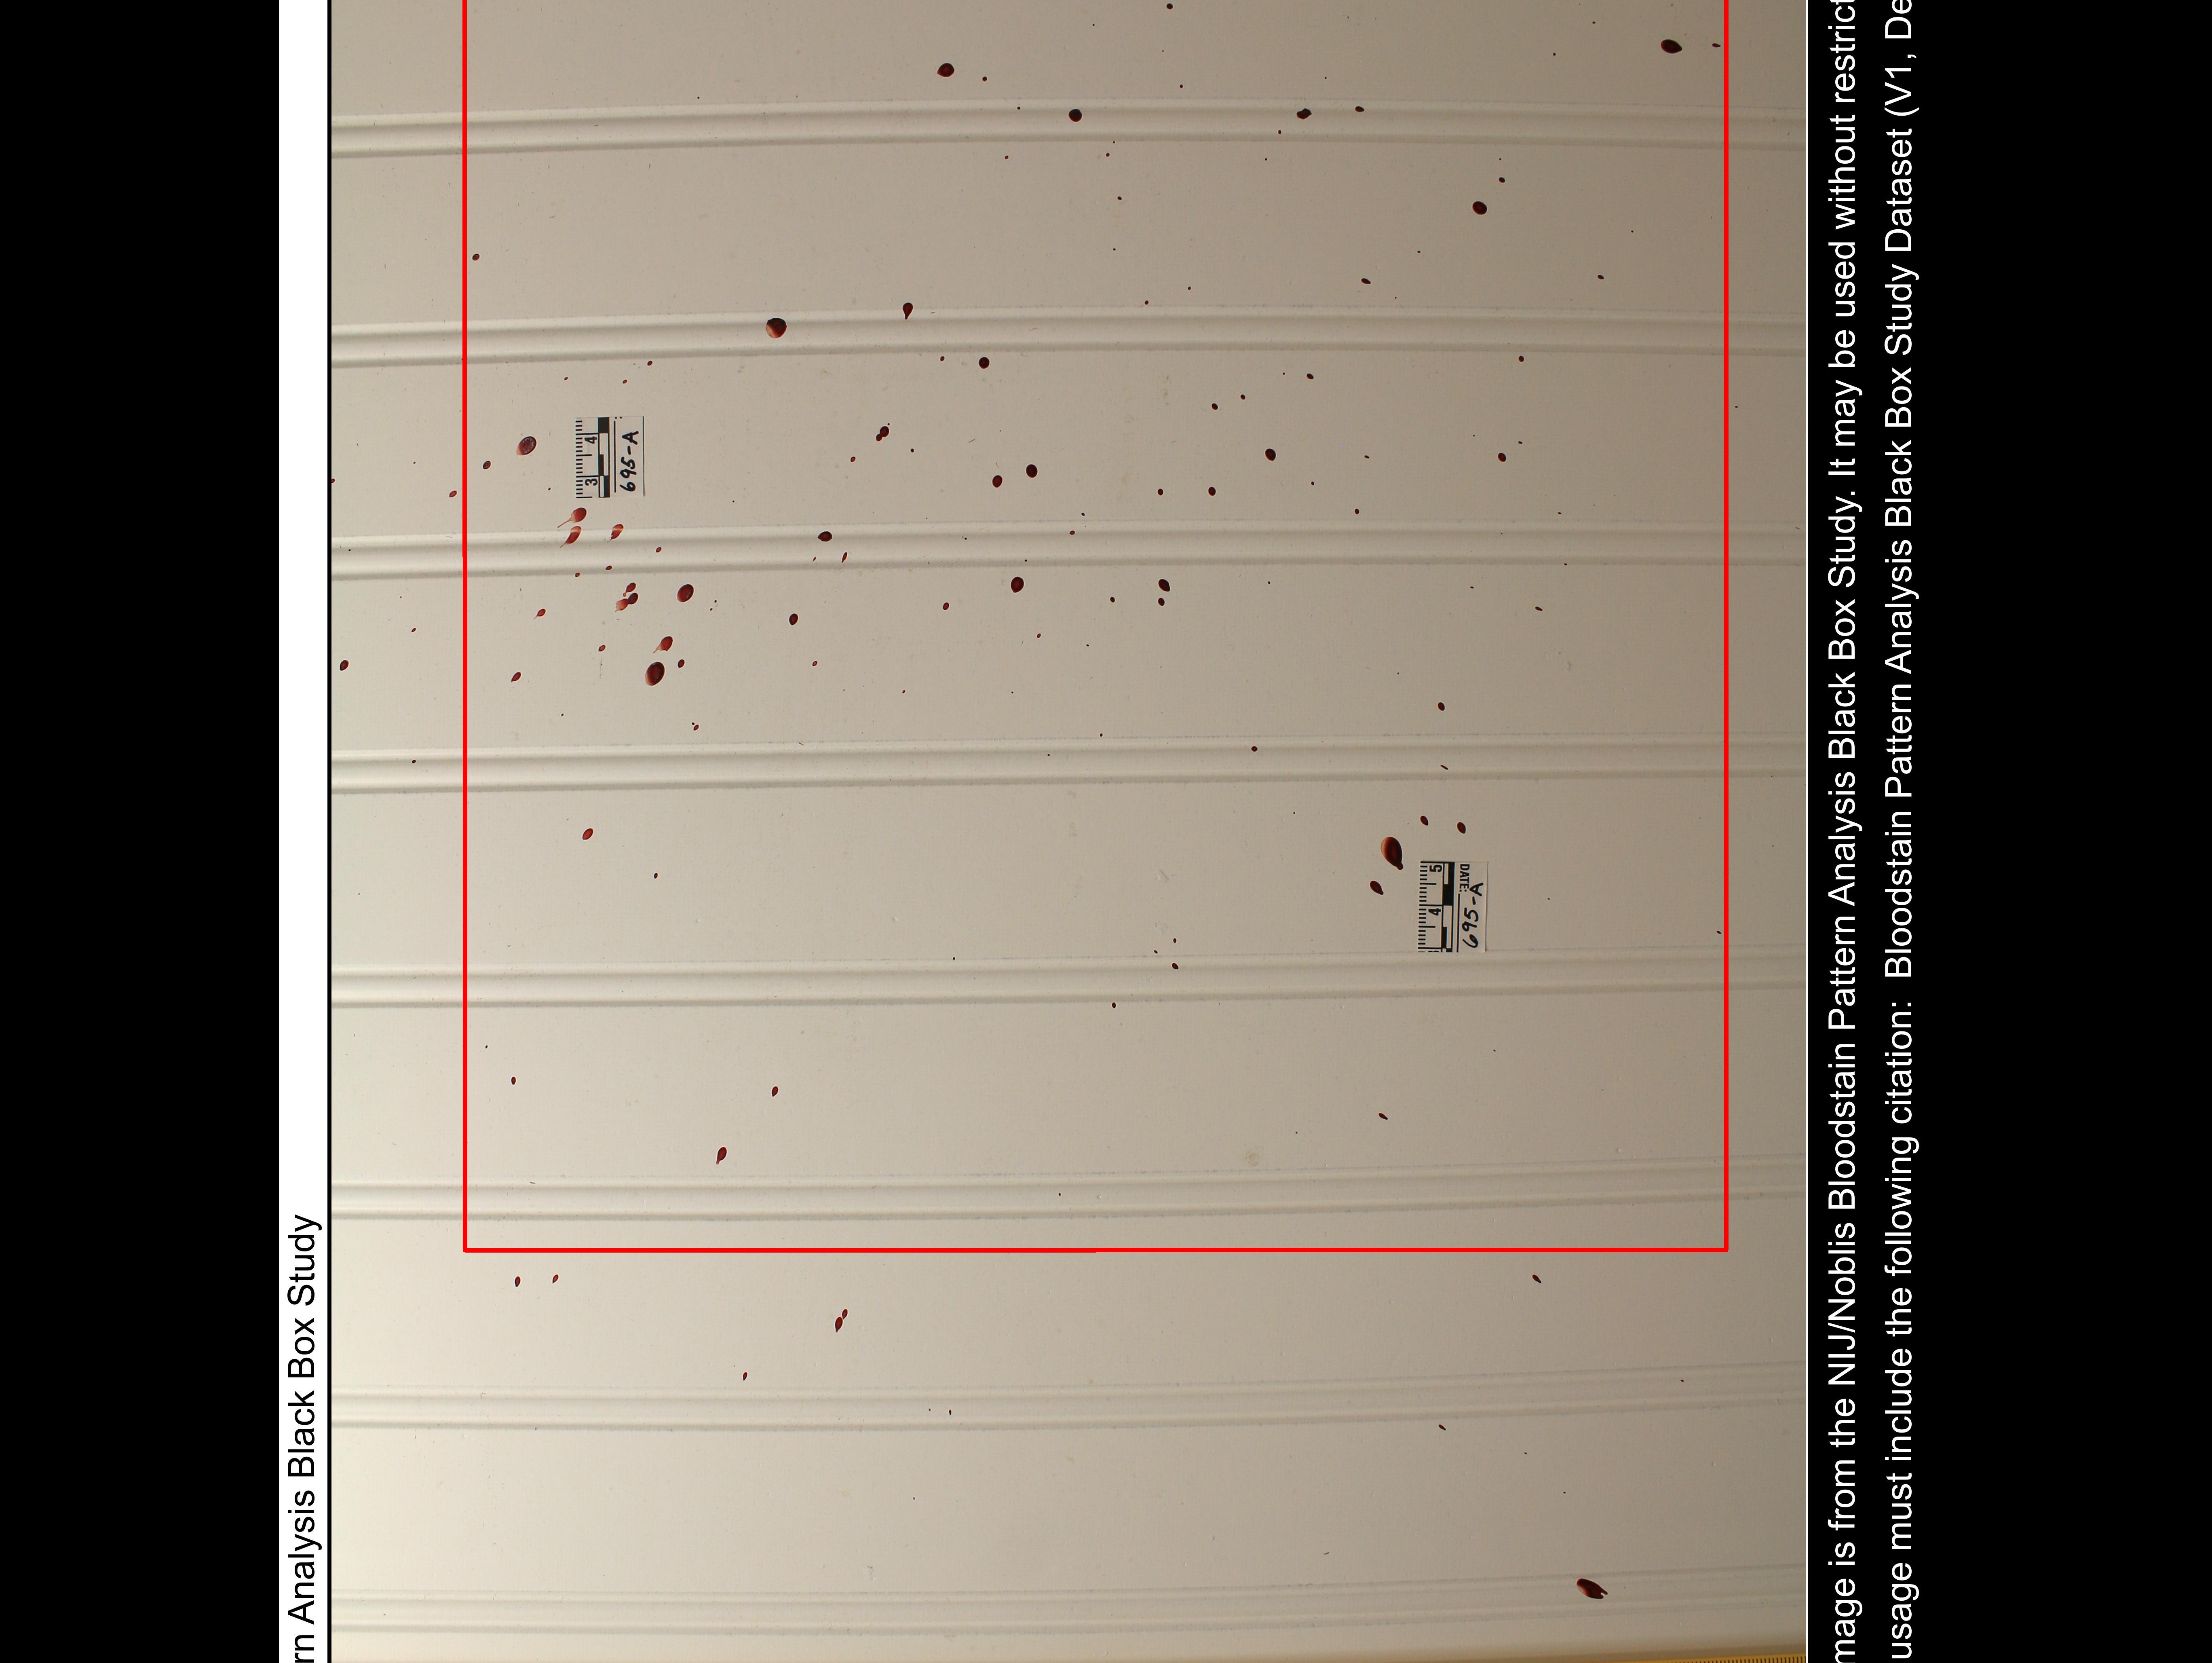 rn Analysis Black Box Study
4
3
695-A
5
4
DATE:
695-A
mage is from the NIJ/Noblis Bloodstain Pattern Analysis Black Box Study. It may be used without restrict
usage must include the following citation: Bloodstain Pattern Analysis Black Box Study Dataset (V1, De